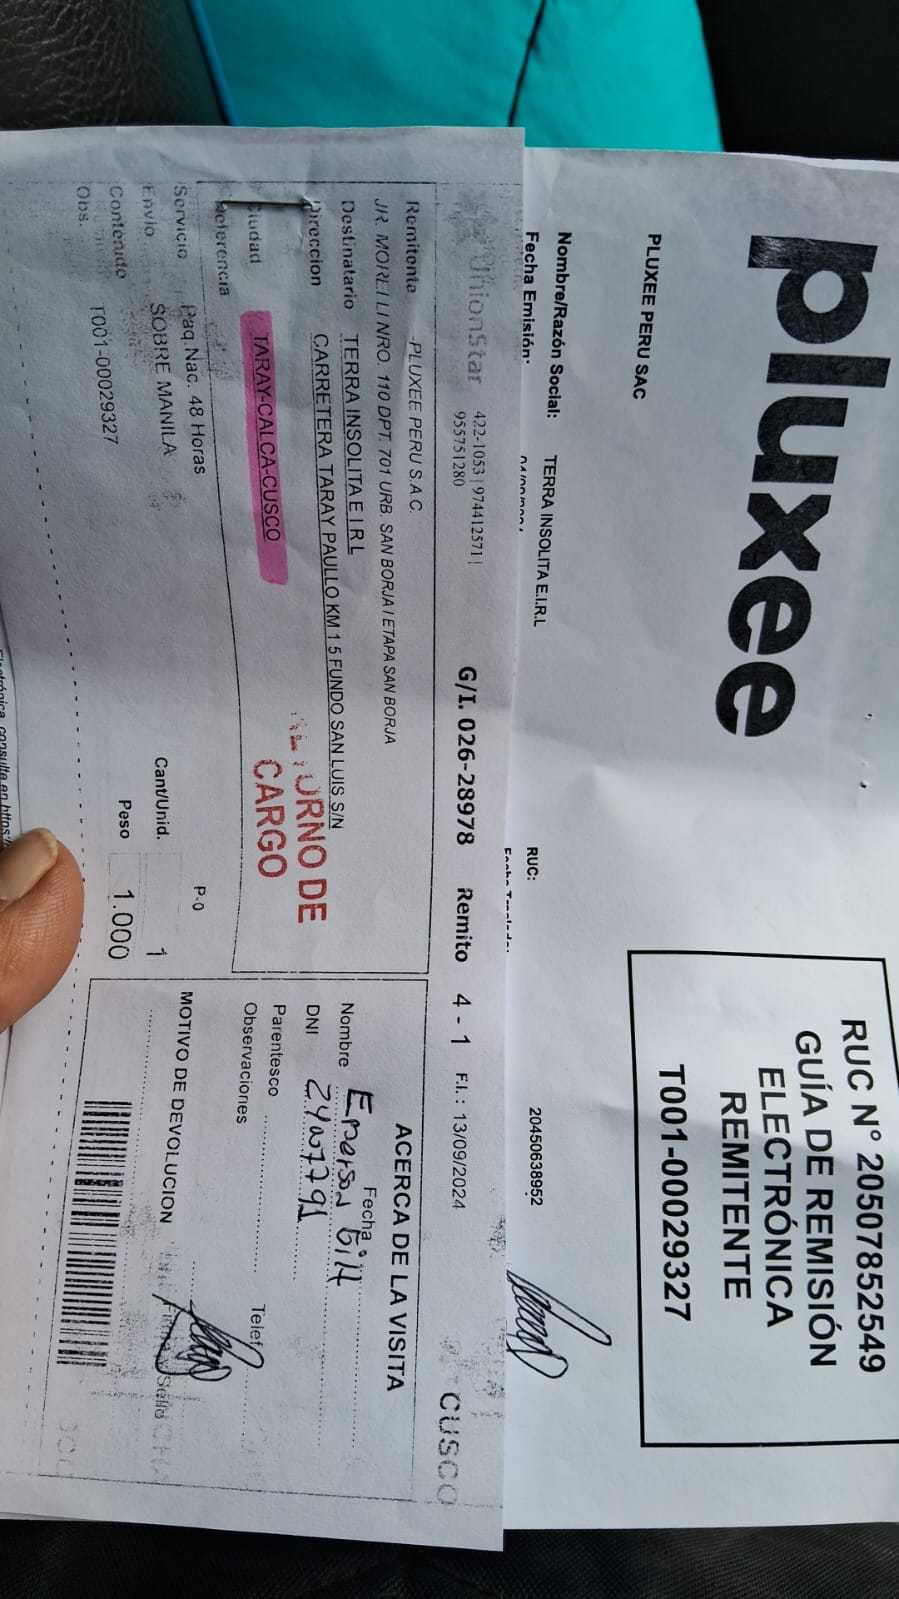 pluxee
RUC N° 20507852549
GUÍA DE REMISIÓN
ELECTRÓNICA
REMITENTE
T001-00029327
PLUXEE PERU SAC
Nombre/Razón Social: TERRA INSOLITA E.I.R.L
RUC: 20450638952
Fecha Emisión:
UnionStar 422-1053 | 974412571 |
955751280
G/I. 026-28978 Remito 4 - 1 F.I.: 13/09/2024
CUSCO
Remitente PLUXEE PERU S.A.C.
JR. MORELLI NRO. 110 DPT. 701 URB. SAN BORJA I ETAPA SAN BORJA
Destinatario TERRA INSOLITA E I R L
Direccion CARRETERA TARAY PAULLO KM 1 5 FUNDO SAN LUIS S/N
Ciudad TARAY-CALCA-CUSCO
Referencia
DE
CARGO
Servicio Paq.Nac. 48 Horas P-0
Envio SOBRE MANILA Cant/Unid. 1
Contenido T001-00029327 Peso 1.000
Obs.
ACERCA DE LA VISITA
Fecha
Nombre
DNI
Parentesco
Telef
Observaciones
MOTIVO DE DEVOLUCION